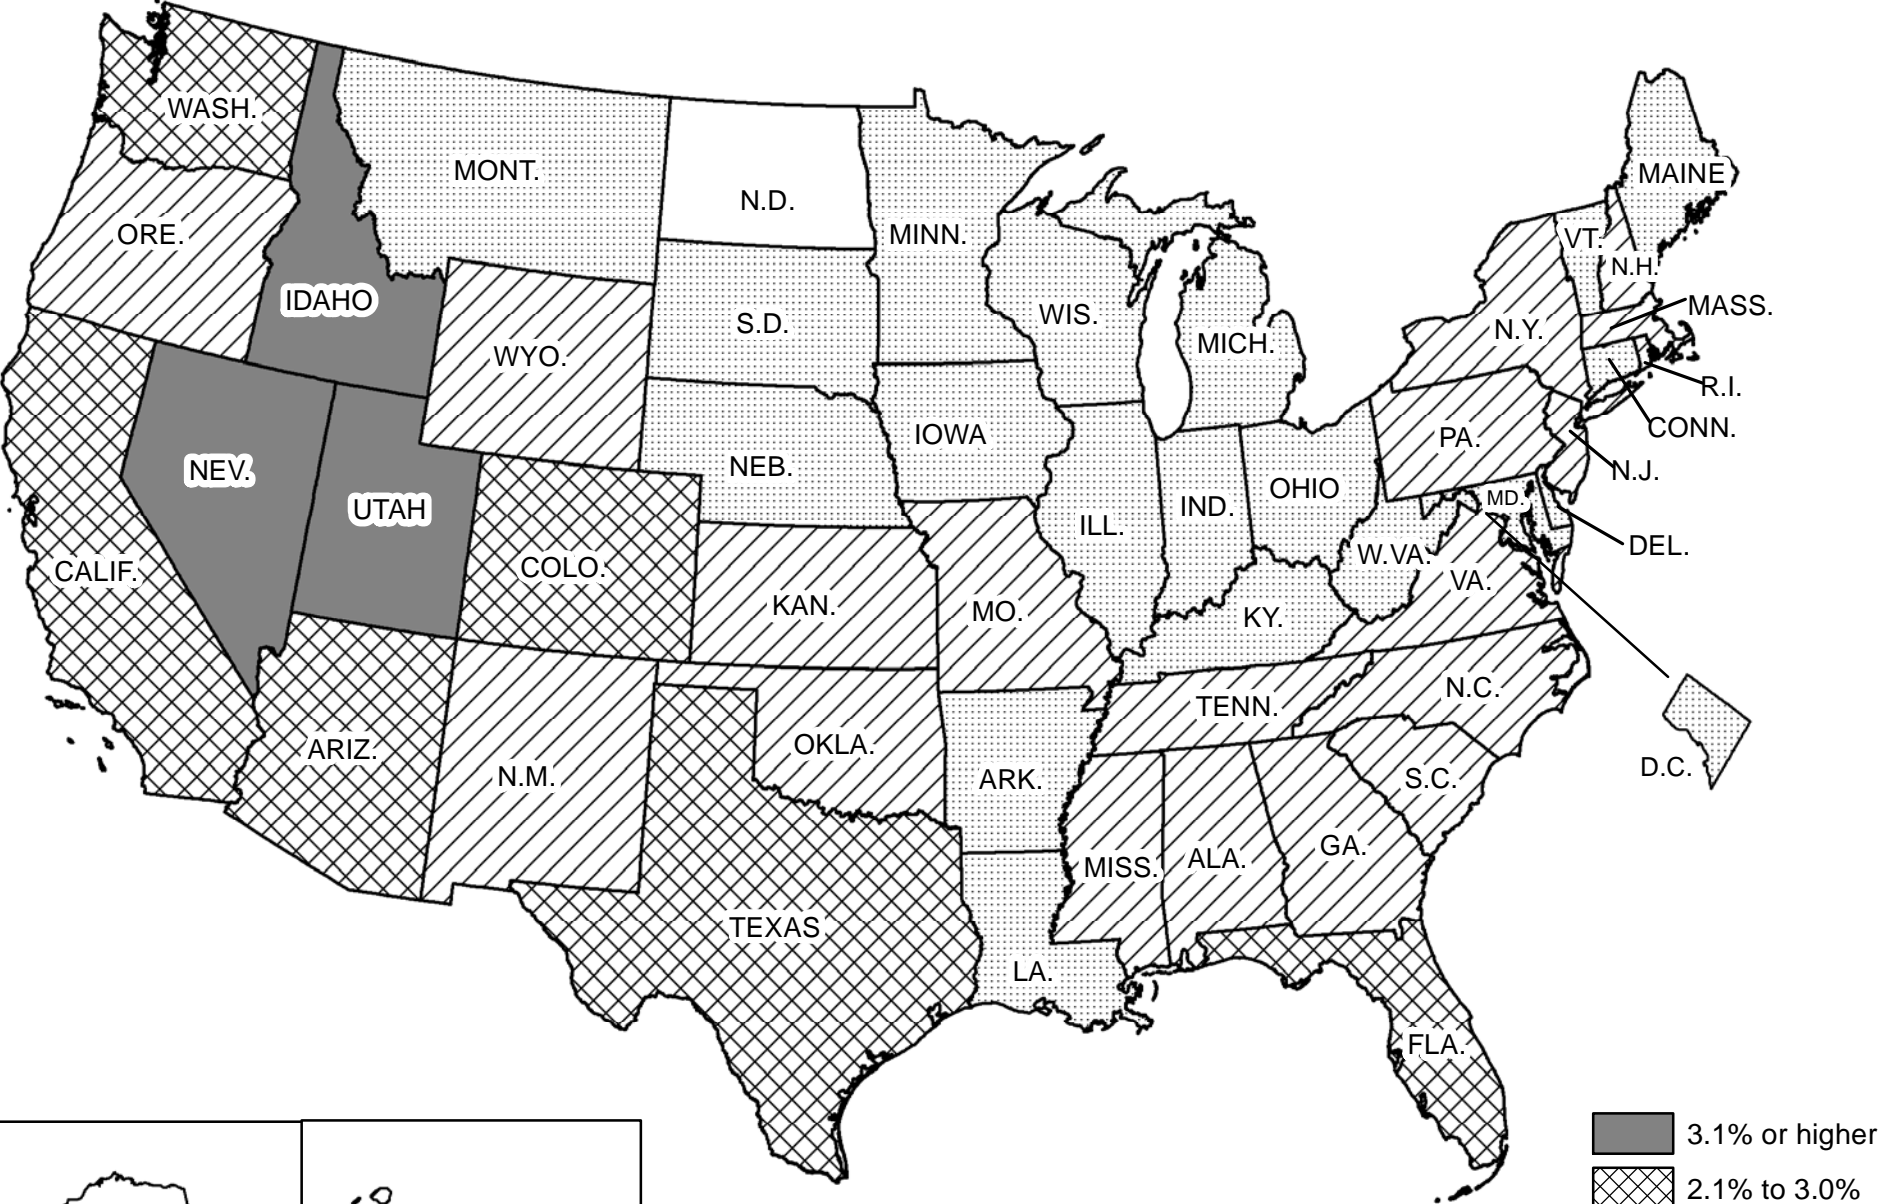 WASH.
MONT.
N.D.
MINN.
MAINE
ORE.
VT.
N.H.
IDAHO
S.D.
WIS.
MICH.
N.Y.
MASS.
WYO.
R.I.
CONN.
NEV.
UTAH
NEB.
IOWA
PA.
N.J.
OHIO
IND.
ILL.
MD.
DEL.
CALIF.
COLO.
W.VA.
VA.
KAN.
MO.
KY.
N.C.
TENN.
ARIZ.
N.M.
OKLA.
ARK.
S.C.
D.C.
MISS.
ALA.
GA.
TEXAS
LA.
FLA.
3.1% or higher
2.1% to 3.0%